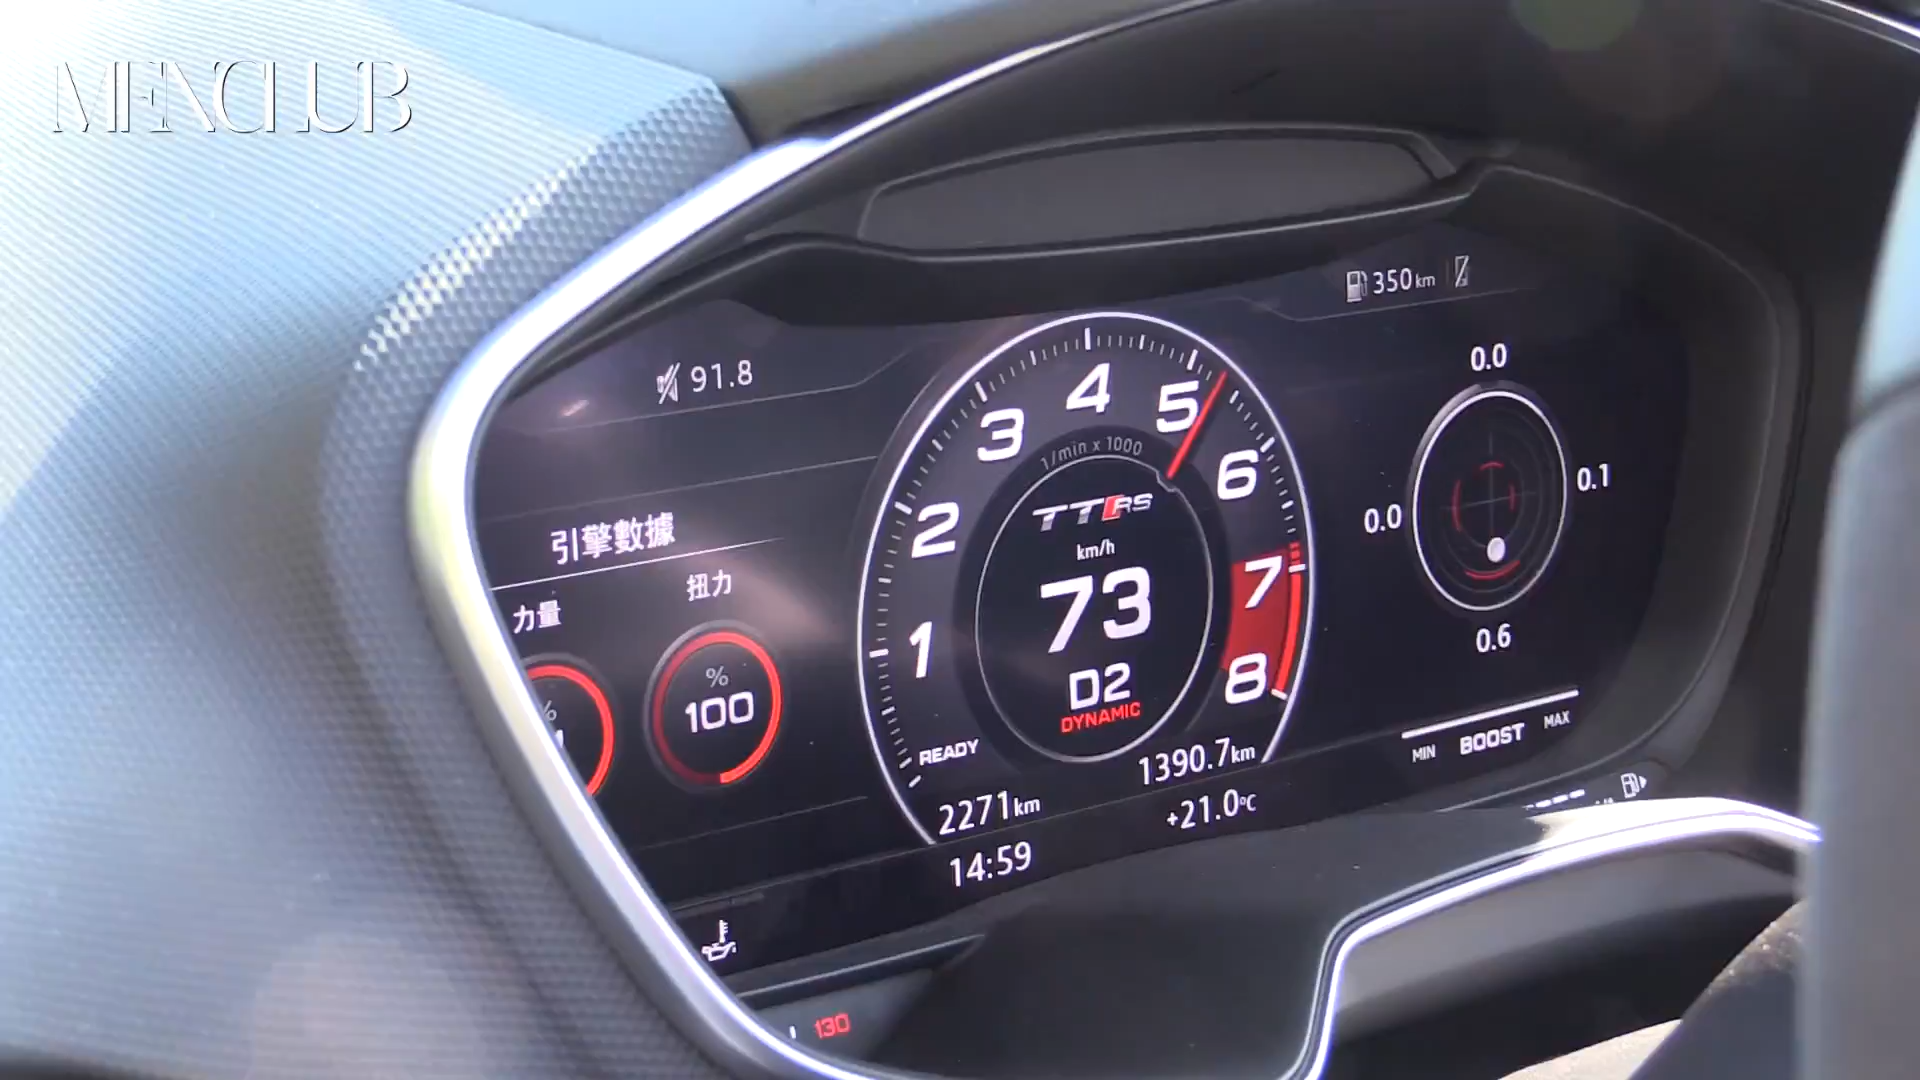 MENCLUB
350 km
91.8
0.0
4
3
5
1/min x 1000
6
2
TTRS
0.0
0.1
引擎數據
km/h
73
7
力量
扭力
1
0.6
%
%
100
D2
8
DYNAMIC
READY
MIN
BOOST
MAX
1390.7km
2271km
+21.0°C
14:59
130